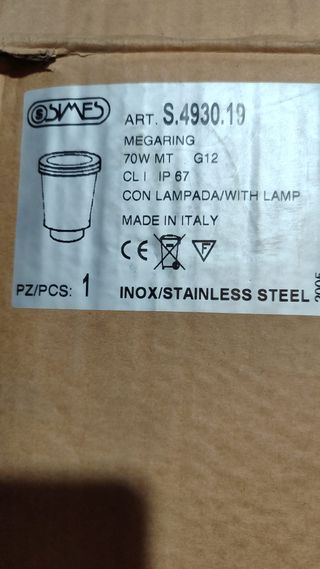 SIMES
ART. S.4930.19
MEGARING
70W MT G12
CL I IP 67
CON LAMPADA/WITH LAMP
MADE IN ITALY
CE F
PZ/PCS: 1 INOX/STAINLESS STEEL
2005